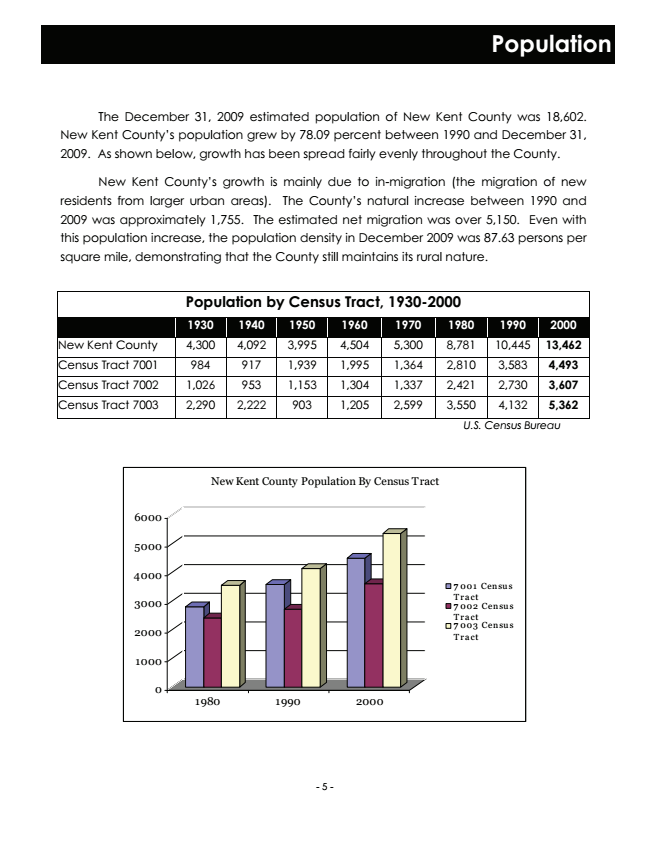 Population
The December 31, 2009 estimated population of New Kent County was 18,602.
New Kent County's population grew by 78.09 percent between 1990 and December 31,
2009. As shown below, growth has been spread fairly evenly throughout the County.
New Kent County's growth is mainly due to in-migration (the migration of new
residents from larger urban areas). The County's natural increase between 1990 and
2009 was approximately 1,755. The estimated net migration was over 5,150. Even with
this population increase, the population density in December 2009 was 87.63 persons per
square mile, demonstrating that the County still maintains its rural nature.
Population by Census Tract, 1930-2000
1930 1940 1950 1960 1970 1980 1990 2000
New Kent County 4,300 4,092 3,995 4,504 5,300 8,781 10,445 13,462
Census Tract 7001 984 917 1,939 1,995 1,364 2,810 3,583 4,493
Census Tract 7002 1,026 953 1,153 1,304 1,337 2,421 2,730 3,607
Census Tract 7003 2,290 2,222 903 1,205 2,599 3,550 4,132 5,362
U.S. Census Bureau
New Kent County Population By Census Tract
6000
5000
4000
3000
2000
1000
0
1980 1990 2000
7001 Census
Tract
7002 Census
Tract
7003 Census
Tract
- 5 -